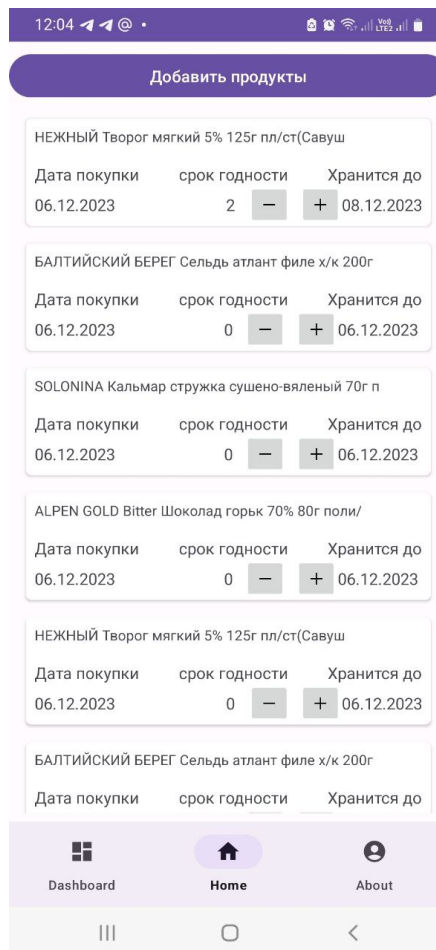 12:04
Vo))
LTE2
Добавить продукты
НЕЖНЫЙ Творог мягкий 5% 125г пл/ст(Савуш
Дата покупки срок годности Хранится до
06.12.2023 2 − + 08.12.2023
БАЛТИЙСКИЙ БЕРЕГ Сельдь атлант филе х/к 200г
Дата покупки срок годности Хранится до
06.12.2023 0 − + 06.12.2023
SOLONINA Кальмар стружка сушено-вяленый 70г п
Дата покупки срок годности Хранится до
06.12.2023 0 − + 06.12.2023
ALPEN GOLD Bitter Шоколад горьк 70% 80г поли/
Дата покупки срок годности Хранится до
06.12.2023 0 − + 06.12.2023
НЕЖНЫЙ Творог мягкий 5% 125г пл/ст(Савуш
Дата покупки срок годности Хранится до
06.12.2023 0 − + 06.12.2023
БАЛТИЙСКИЙ БЕРЕГ Сельдь атлант филе х/к 200г
Дата покупки срок годности Хранится до
Dashboard Home About